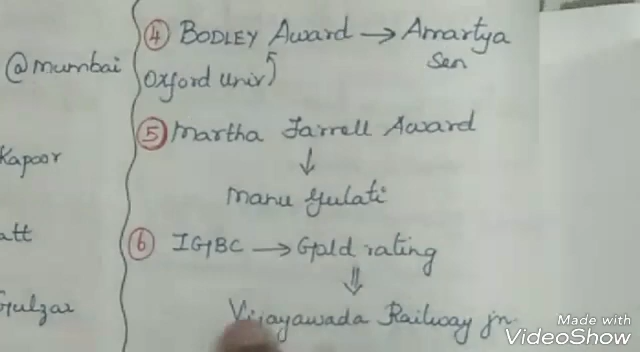 @mumbai
Kapoor
att
Gulzar
④ BODLEY Award → Amartya
Sen
Oxford univ)
⑤ Martha Farrell Award
↓
Manu Gulati
⑥ IGBC → Gold rating
⇓
Vijayawada Railway jn.
Made with
VideoShow